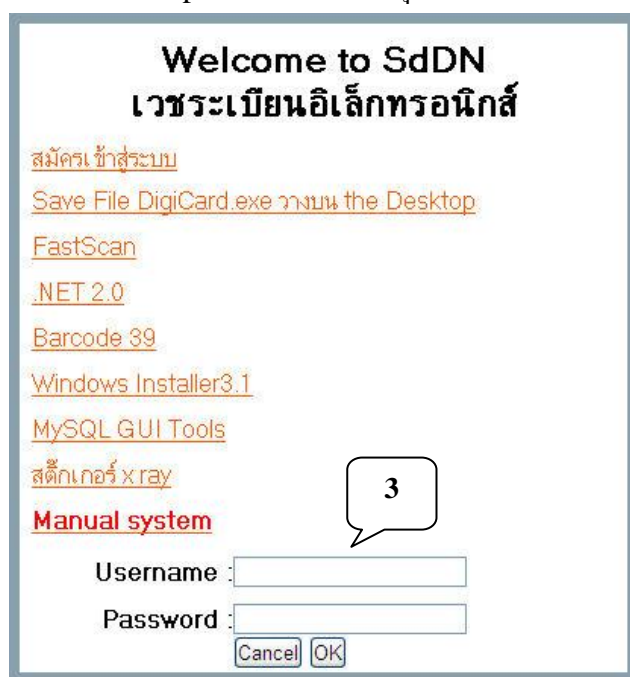 Welcome to SdDN
เวชระเบียนอิเล็กทรอนิกส์
สมัครเข้าสู่ระบบ
Save File DigiCard.exe วางบน the Desktop
FastScan
.NET 2.0
Barcode 39
Windows Installer3.1
MySQL GUI Tools
สติ๊กเกอร์ x ray
3
Manual system
Username :
Password :
Cancel OK